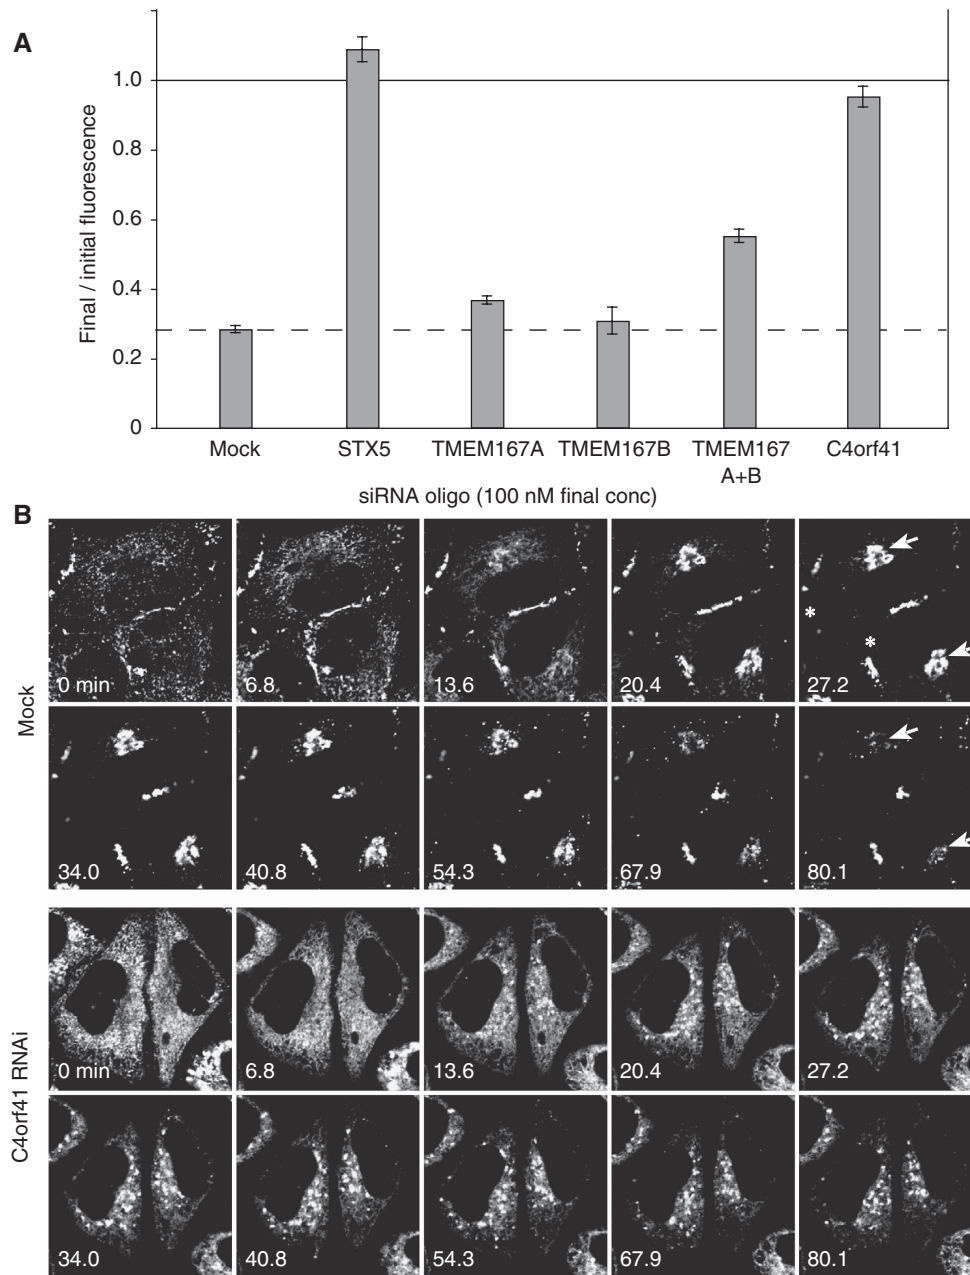 A
Final / initial fluorescence
1.0
0.8
0.6
0.4
0.2
0
Mock STX5 TMEM167A TMEM167B TMEM167 C4orf41
A+B
siRNA oligo (100 nM final conc)
B
Mock
0 min 6.8 13.6 20.4 27.2
* *
34.0 40.8 54.3 67.9 80.1
C4orf41 RNAi
0 min 6.8 13.6 20.4 27.2
34.0 40.8 54.3 67.9 80.1